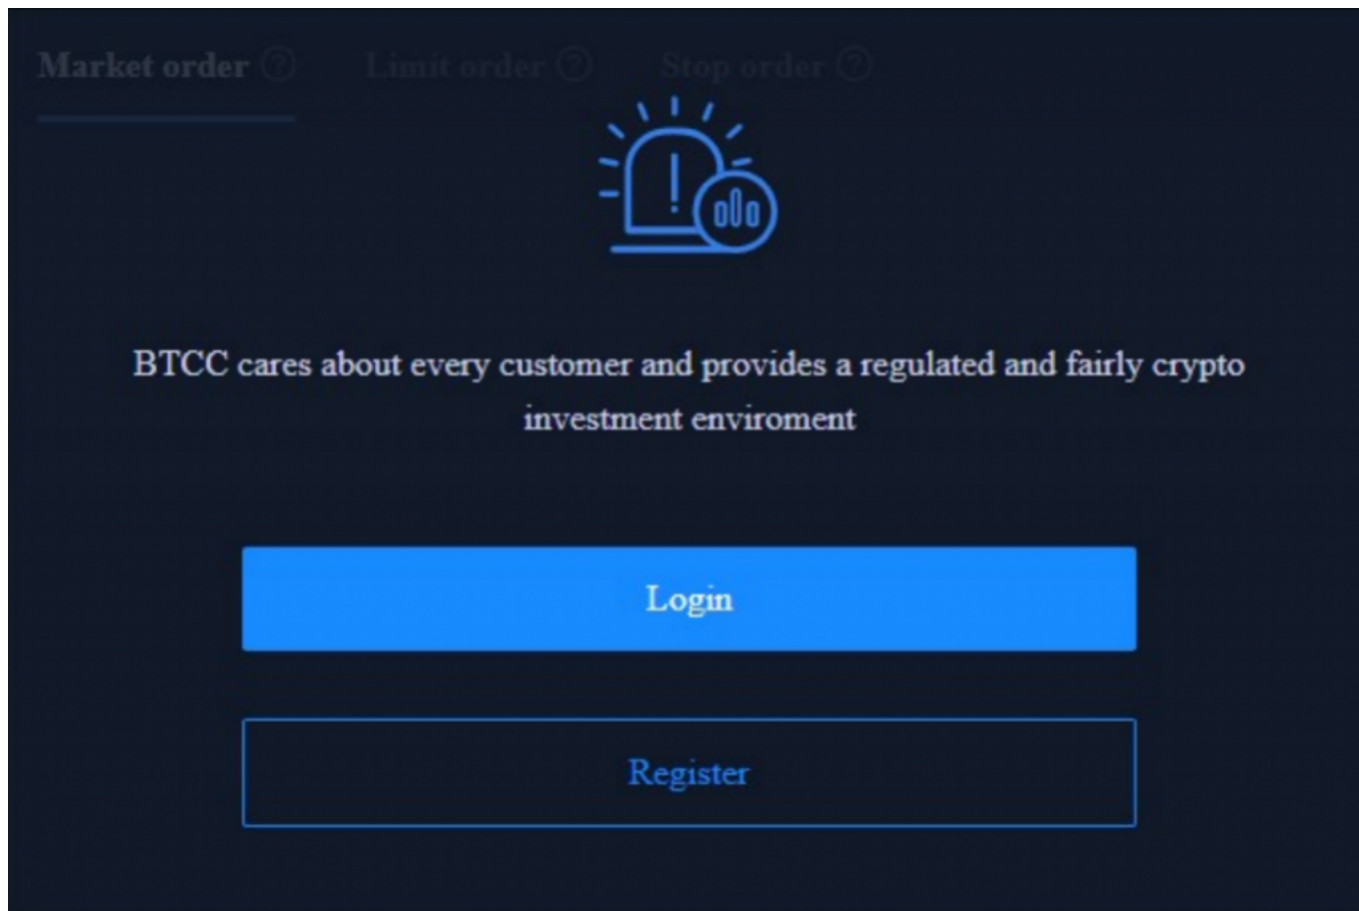 Market order ? Limit order ? Stop order ?
BTCC cares about every customer and provides a regulated and fairly crypto
investment enviroment
Login
Register